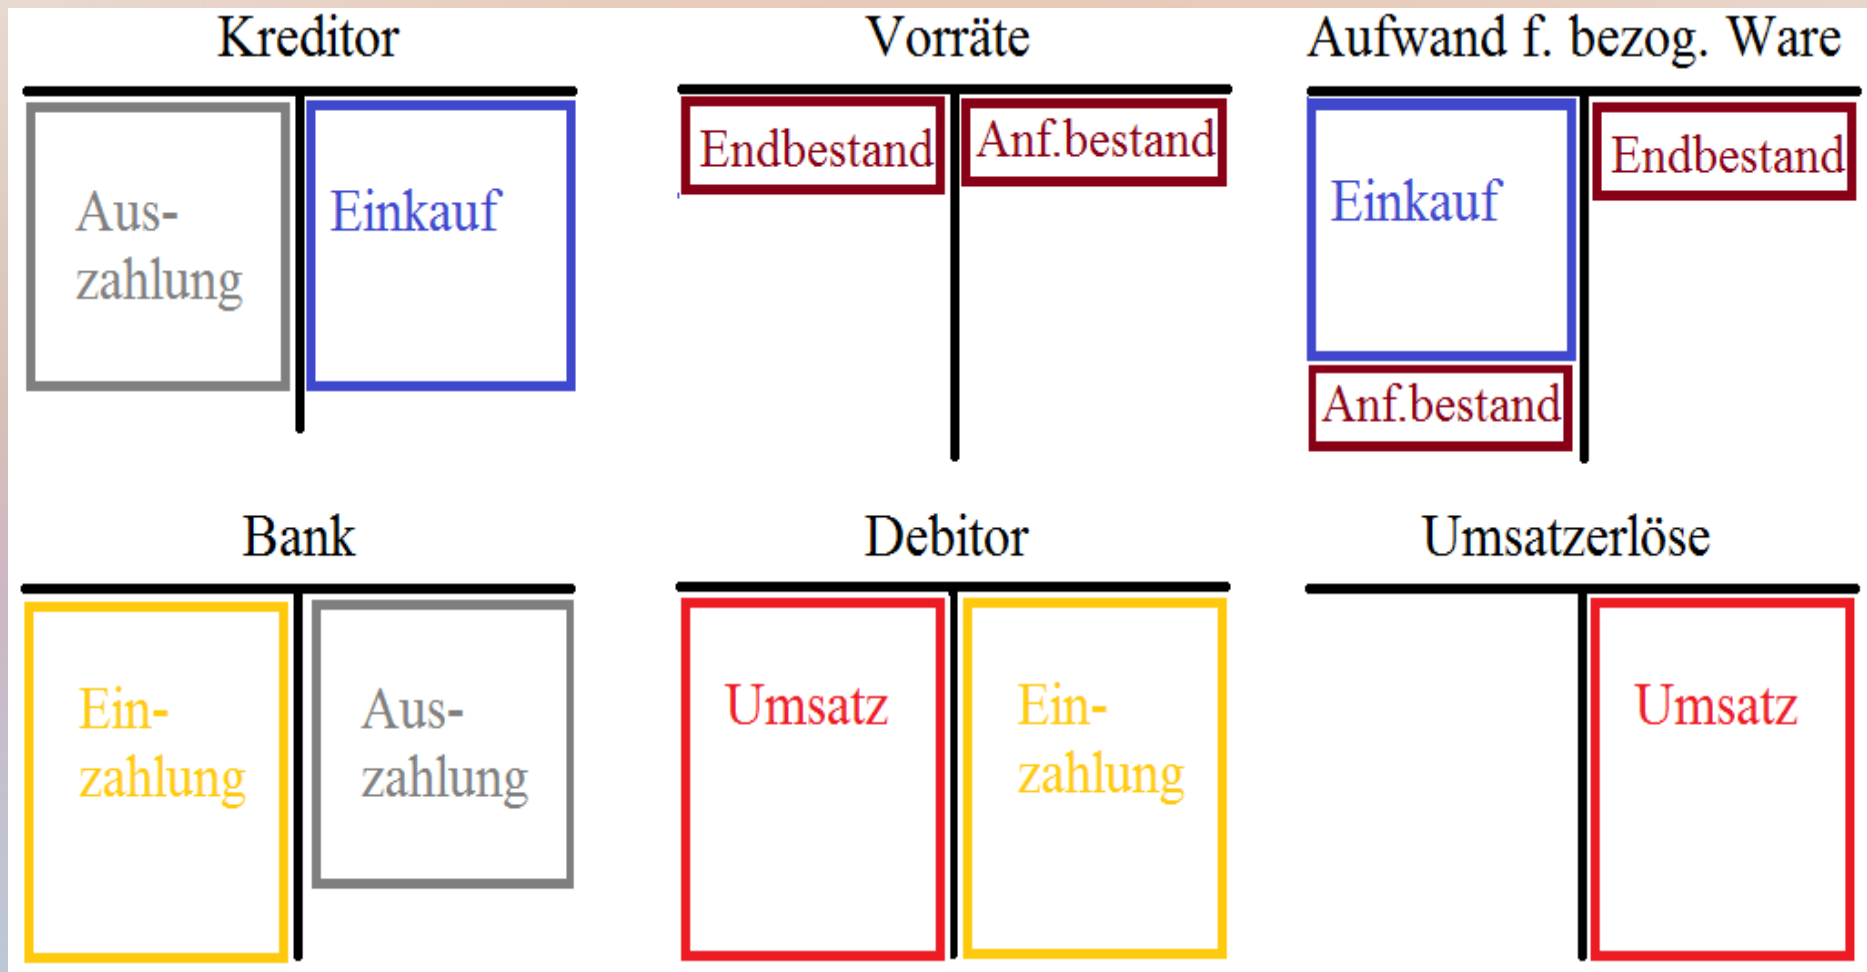 Kreditor
Vorräte
Aufwand f. bezog. Ware
Aus-
zahlung
Einkauf
Endbestand
Anf.bestand
Einkauf
Endbestand
Anf.bestand
Bank
Debitor
Umsatzerlöse
Ein-
zahlung
Aus-
zahlung
Umsatz
Ein-
zahlung
Umsatz